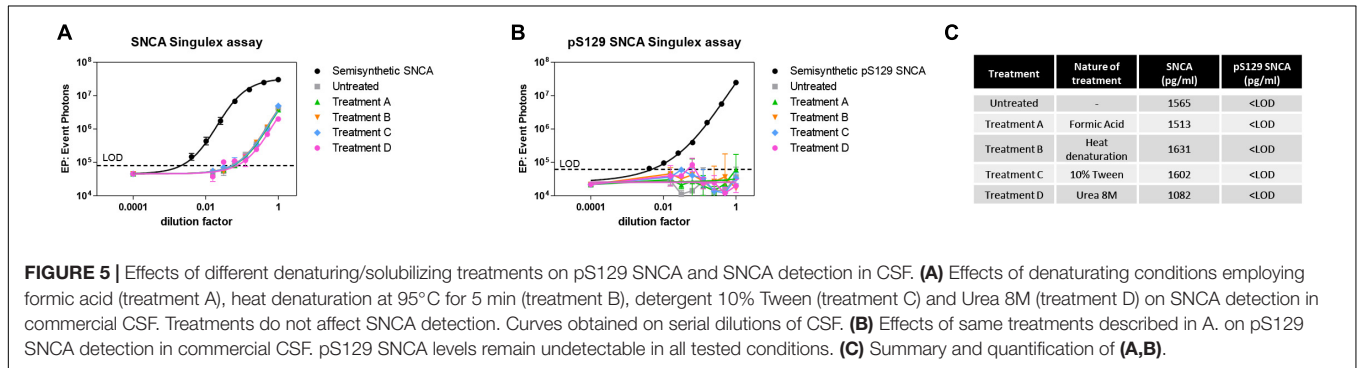 A
SNCA Singulex assay
EP: Event Photons
10^8
10^7
10^6
10^5
10^4
LOD
0.0001
0.01
1
dilution factor
Semisynthetic SNCA
Untreated
Treatment A
Treatment B
Treatment C
Treatment D
B
pS129 SNCA Singulex assay
EP: Event Photons
10^8
10^7
10^6
10^5
10^4
LOD
0.0001
0.01
1
dilution factor
Semisynthetic pS129 SNCA
Untreated
Treatment A
Treatment B
Treatment C
Treatment D
C
Treatment Nature of treatment SNCA (pg/ml) pS129 SNCA (pg/ml)
Untreated - 1565 <LOD
Treatment A Formic Acid 1513 <LOD
Treatment B Heat denaturation 1631 <LOD
Treatment C 10% Tween 1602 <LOD
Treatment D Urea 8M 1082 <LOD
FIGURE 5 | Effects of different denaturing/solubilizing treatments on pS129 SNCA and SNCA detection in CSF. (A) Effects of denaturating conditions employing
formic acid (treatment A), heat denaturation at 95°C for 5 min (treatment B), detergent 10% Tween (treatment C) and Urea 8M (treatment D) on SNCA detection in
commercial CSF. Treatments do not affect SNCA detection. Curves obtained on serial dilutions of CSF. (B) Effects of same treatments described in A. on pS129
SNCA detection in commercial CSF. pS129 SNCA levels remain undetectable in all tested conditions. (C) Summary and quantification of (A,B).